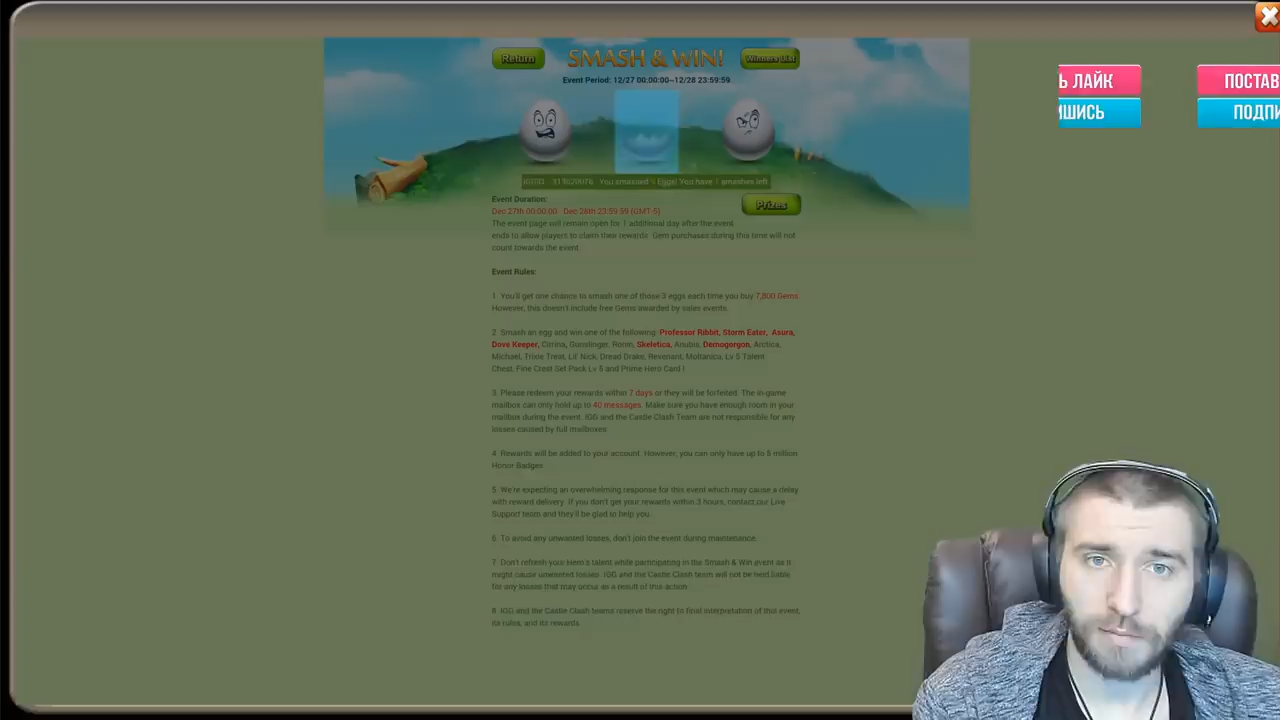 Return
SMASH & WIN!
Winners List
Event Period: 12/27 00:00:00~12/28 23:59:59
Ь ЛАЙК
ПОСТАВ
ИШИСЬ
ПОДПИ
You smashed Eggs! You have 1 smashes left
Event Duration:
Prizes
Dec 27th 00:00:00 - Dec 28th 23:59:59 (GMT-5)
The event page will remain open for 1 additional day after the event
ends to allow players to claim their rewards. Gem purchases during this time will not
count towards the event.
Event Rules:
1. You'll get one chance to smash one of those 3 eggs each time you buy 7,800 Gems.
However, this doesn't include free Gems awarded by sales events.
2. Smash an egg and win one of the following: Professor Ribbit, Storm Eater, Asura,
Dove Keeper, Cirrina, Gunslinger, Ronin, Skeletica, Anubis, Demogorgon, Arctica,
Michael, Trixie Treat, Lil' Nick, Dread Drake, Revenant, Moltanica, Lv 5 Talent
Chest, Fine Crest Set Pack Lv 5 and Prime Hero Card I
3. Please redeem your rewards within 7 days or they will be forfeited. The in-game
mailbox can only hold up to 40 messages. Make sure you have enough room in your
mailbox during the event. IGG and the Castle Clash Team are not responsible for any
losses caused by full mailboxes.
4. Rewards will be added to your account. However, you can only have up to 5 million
Honor Badges.
5. We're expecting an overwhelming response for this event which may cause a delay
with reward delivery. If you don't get your rewards within 3 hours, contact our Live
Support team and they'll be glad to help you.
6. To avoid any unwanted losses, don't join the event during maintenance.
7. Don't refresh your Hero's talent while participating in the Smash & Win event as it
might cause unwanted losses. IGG and the Castle Clash team will not be held liable
for any losses that may occur as a result of this action.
8. IGG and the Castle Clash teams reserve the right to final interpretation of this event,
its rules, and its rewards.